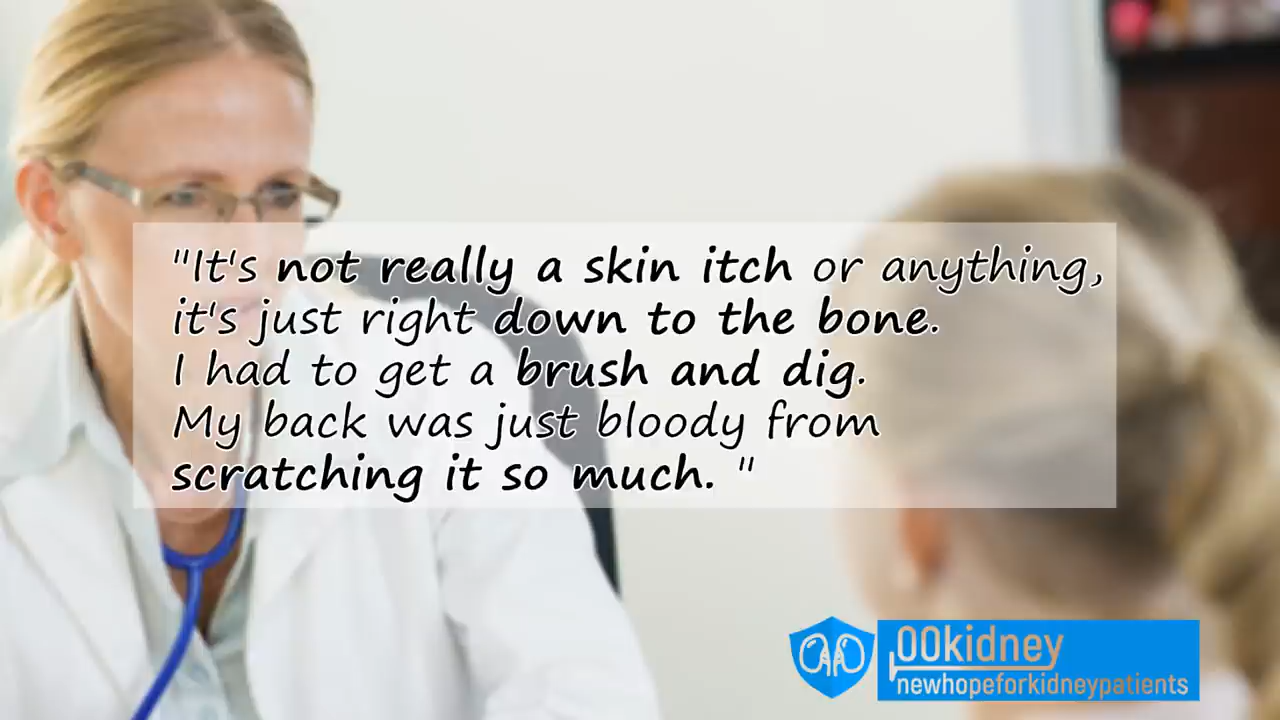 "It's not really a skin itch or anything,
it's just right down to the bone.
I had to get a brush and dig.
My back was just bloody from
scratching it so much. "
00kidney
newhopeforkidneypatients